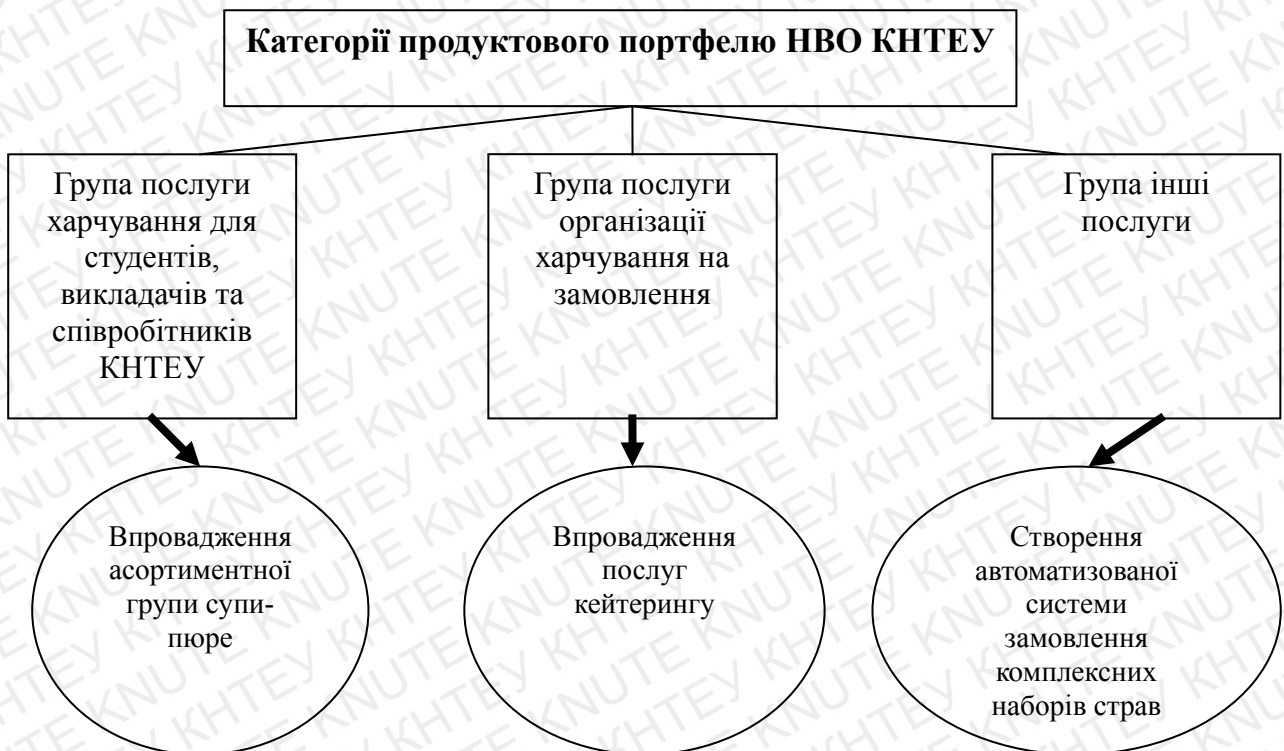 Категорії продуктового портфелю НВО КНТЕУ
Група послуги
харчування для
студентів,
викладачів та
співробітників
КНТЕУ
Група послуги
організації
харчування на
замовлення
Група інші
послуги
Впровадження
асортиментної
групи супи-
пюре
Впровадження
послуг
кейтерингу
Створення
автоматизованої
системи
замовлення
комплексних
наборів страв